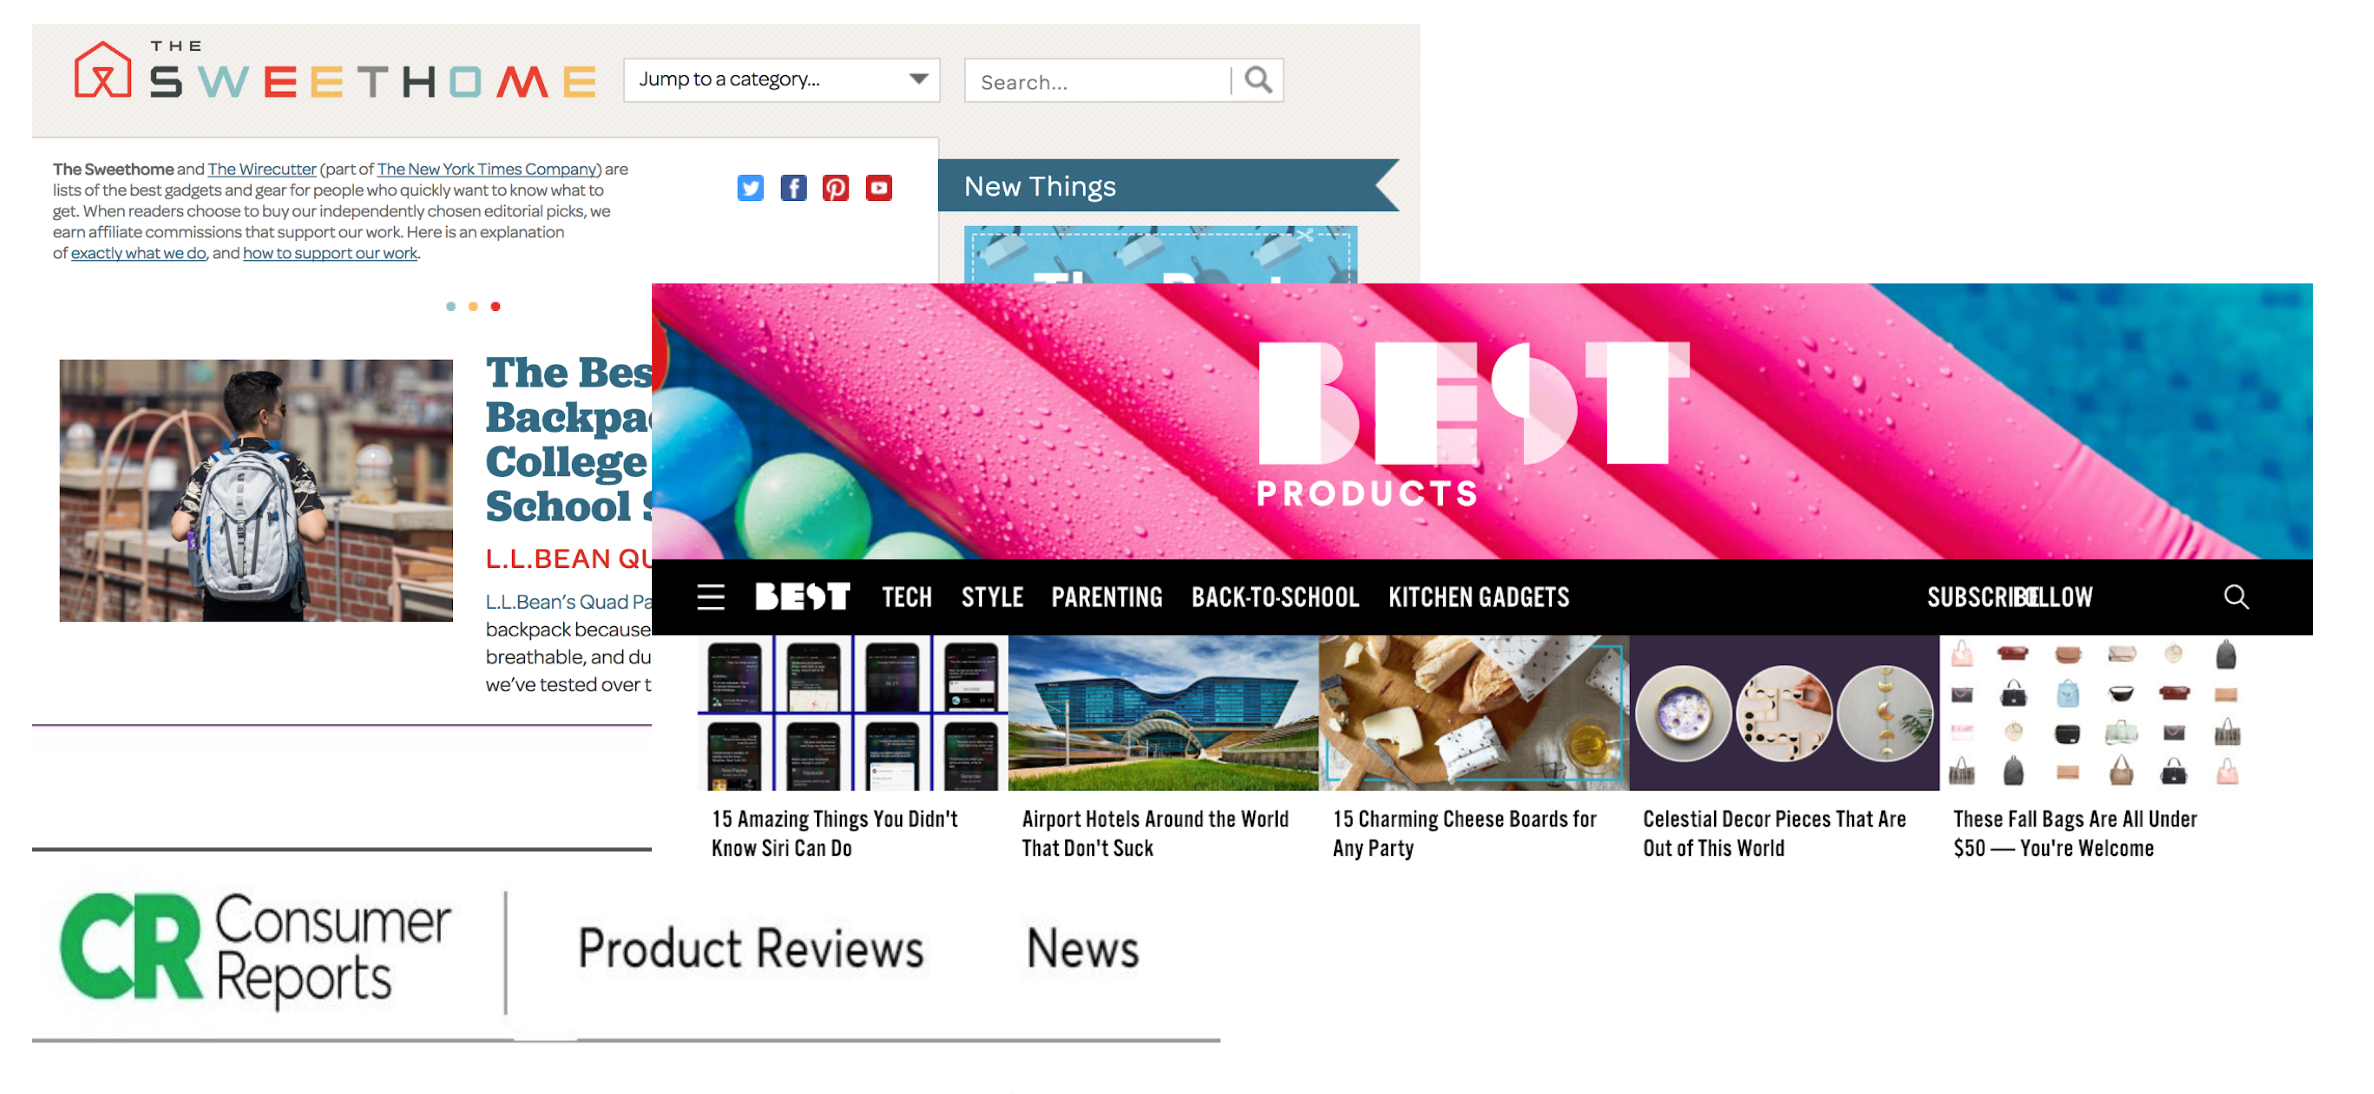 THE
SWEETHOME
Jump to a category...
Search...
The Sweethome and The Wirecutter (part of The New York Times Company) are
lists of the best gadgets and gear for people who quickly want to know what to
get. When readers choose to buy our independently chosen editorial picks, we
earn affiliate commissions that support our work. Here is an explanation
of exactly what we do, and how to support our work.
New Things
The Bes
Backpa
College
School
L.L.BEAN QU
L.L.Bean's Quad Pa
backpack because
breathable, and du
we've tested over t
BEST
PRODUCTS
BEST
TECH
STYLE
PARENTING
BACK-TO-SCHOOL
KITCHEN GADGETS
SUBSCRIBE
FOLLOW
15 Amazing Things You Didn't
Know Siri Can Do
Airport Hotels Around the World
That Don't Suck
15 Charming Cheese Boards for
Any Party
Celestial Decor Pieces That Are
Out of This World
These Fall Bags Are All Under
$50 — You're Welcome
CR Consumer
Reports
Product Reviews
News